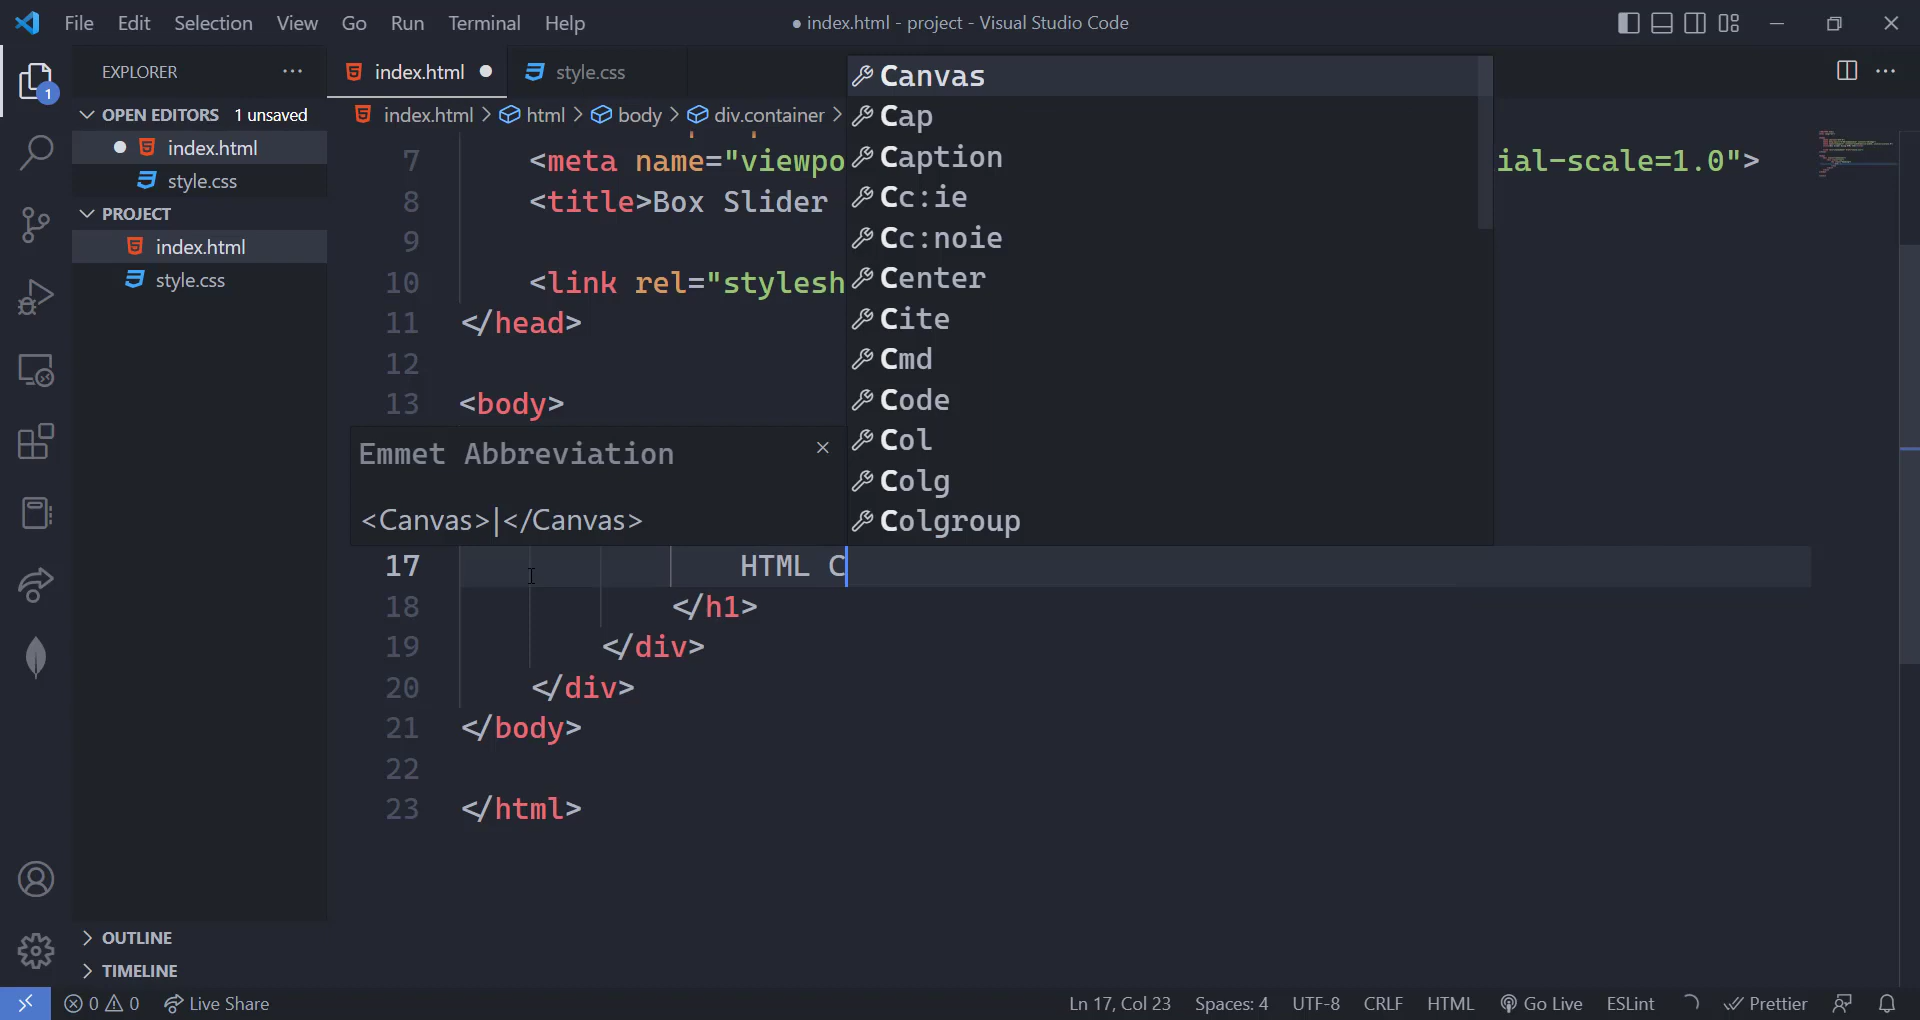 File Edit Selection View Go Run Terminal Help
● index.html - project - Visual Studio Code
EXPLORER ···
1
OPEN EDITORS 1 unsaved
● index.html
style.css
PROJECT
index.html
style.css
OUTLINE
TIMELINE
index.html ● style.css
index.html > html > body > div.container >
7 <meta name="viewpo
ial-scale=1.0">
8 <title>Box Slider
9
10 <link rel="stylesh
11 </head>
12
13 <body>
Emmet Abbreviation ×
<Canvas>|</Canvas>
Canvas
Cap
Caption
Cc:ie
Cc:noie
Center
Cite
Cmd
Code
Col
Colg
Colgroup
17 HTML C
18 </h1>
19 </div>
20 </div>
21 </body>
22
23 </html>
0 0 Live Share
Ln 17, Col 23 Spaces: 4 UTF-8 CRLF HTML Go Live ESLint Prettier